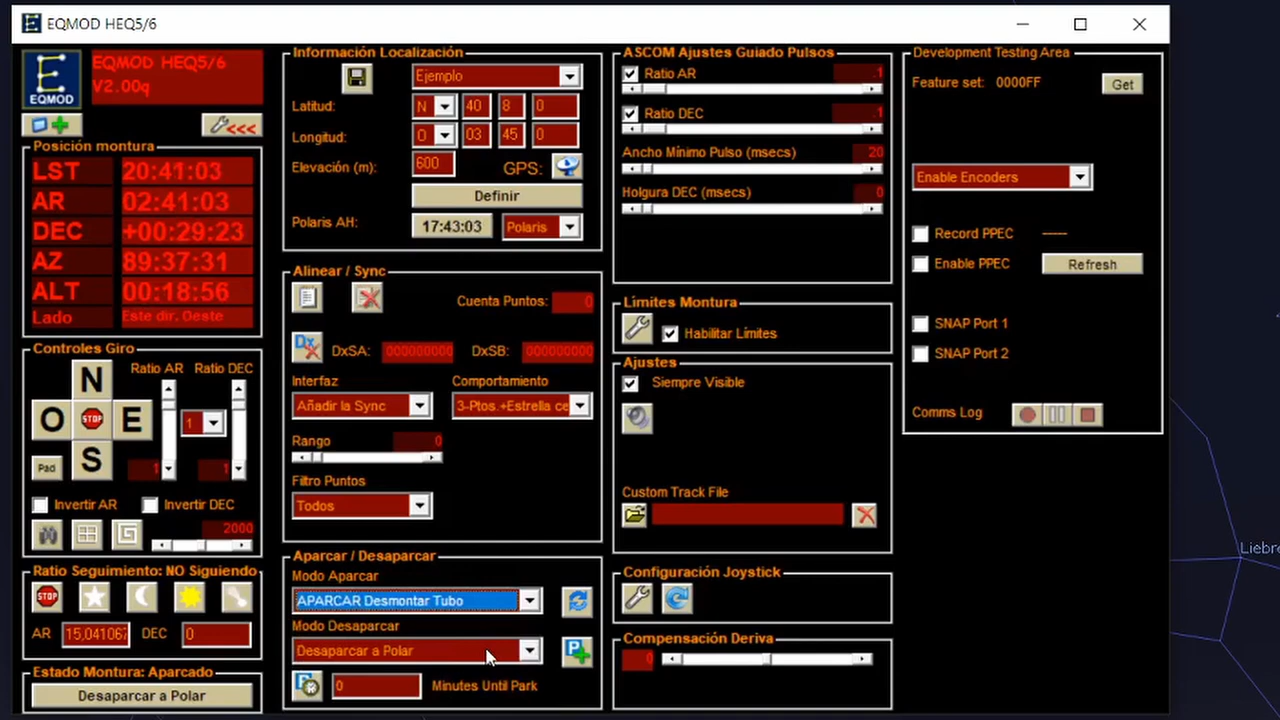 EQMOD HEQ5/6
EQMOD HEQ5/6
V2.00q
EQMOD
<<<
Posición montura
LST 20:41:03
AR 02:41:03
DEC +00:29:23
AZ 89:37:31
ALT 00:18:56
Lado Este dir. Oeste
Controles Giro
Ratio AR Ratio DEC
N
O STOP E
S
1
Pad 1 1
Invertir AR Invertir DEC
2000
Ratio Seguimiento: NO Siguiendo
STOP
AR 15,041067 DEC 0
Estado Montura: Aparcado
Desaparcar a Polar
Información Localización
Ejemplo
Latitud: N 40 8 0
Longitud: O 03 45 0
Elevación (m): 600 GPS:
Definir
Polaris AH: 17:43:03 Polaris
Alinear / Sync
Cuenta Puntos: 0
Dx DxSA: 000000000 DxSB: 000000000
Interfaz Comportamiento
Añadir la Sync 3-Ptos.+Estrella ce
Rango 0
Filtro Puntos
Todos
Aparcar / Desaparcar
Modo Aparcar
APARCAR Desmontar Tubo
Modo Desaparcar
Desaparcar a Polar
P
P 0 Minutes Until Park
ASCOM Ajustes Guiado Pulsos
Ratio AR .1
Ratio DEC .1
Ancho Mínimo Pulso (msecs) 20
Holgura DEC (msecs) 0
Limites Montura
Habilitar Límites
Ajustes
Siempre Visible
Custom Track File
Configuración Joystick
Compensación Deriva
0
Development Testing Area
Feature set: 0000FF Get
Enable Encoders
Record PPEC -----
Enable PPEC Refresh
SNAP Port 1
SNAP Port 2
Comms Log
Liebre